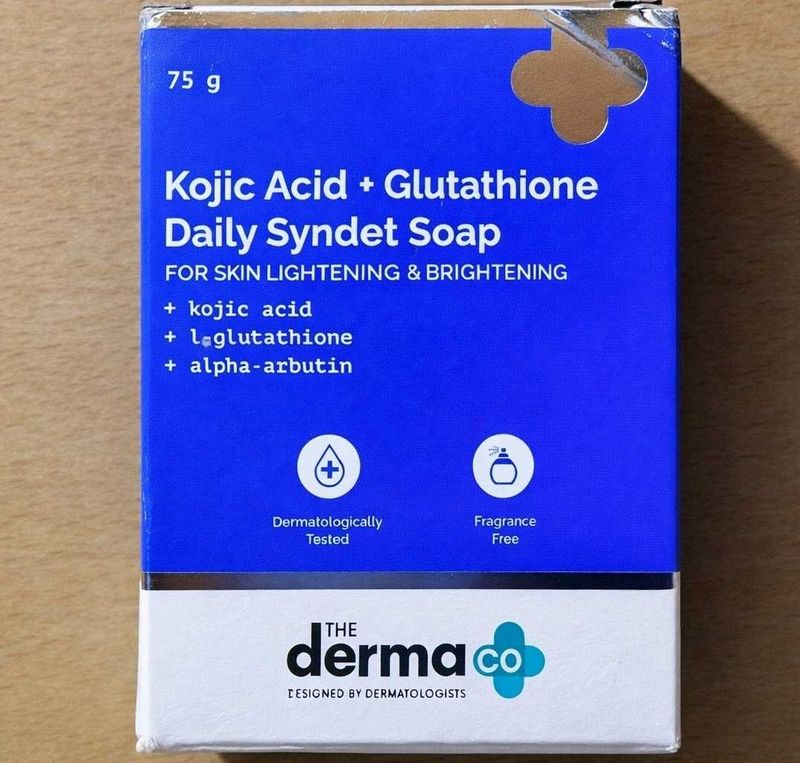 75 g
Kojic Acid + Glutathione
Daily Syndet Soap
FOR SKIN LIGHTENING & BRIGHTENING
+ kojic acid
+ l-glutathione
+ alpha-arbutin
Dermatologically
Tested
Fragrance
Free
THE
derma co
DESIGNED BY DERMATOLOGISTS